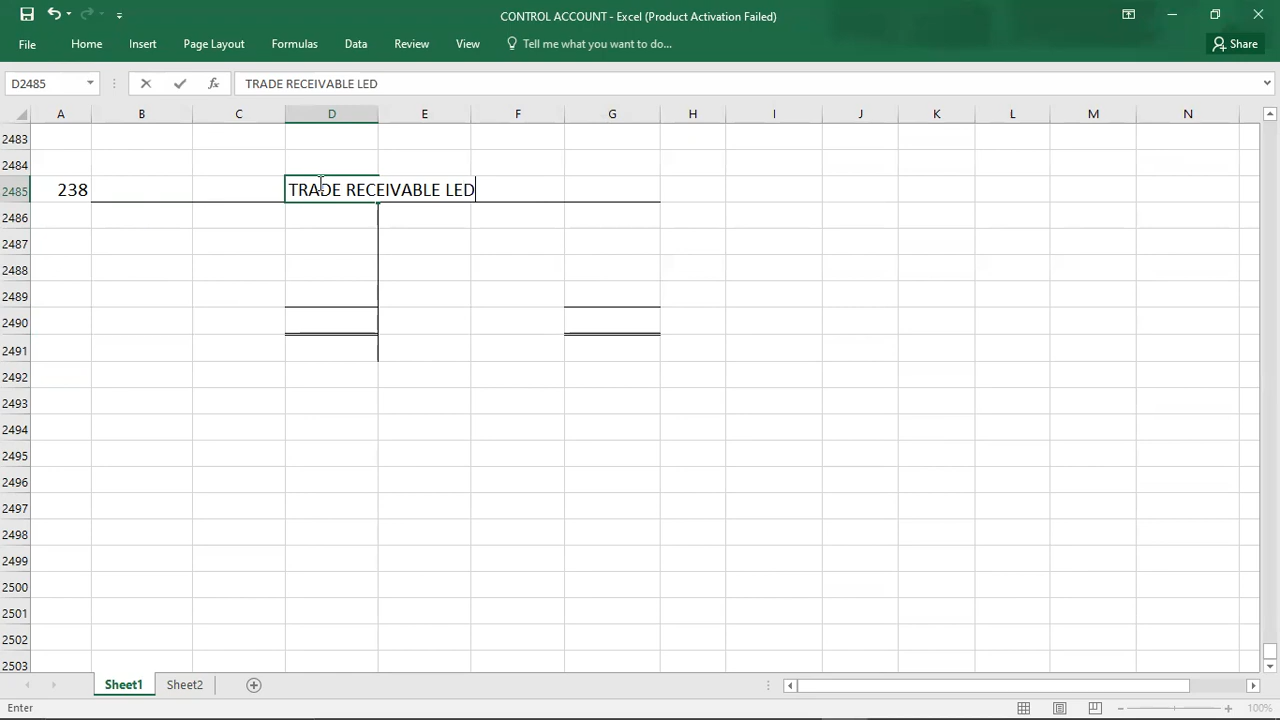 CONTROL ACCOUNT - Excel (Product Activation Failed)
File Home Insert Page Layout Formulas Data Review View Tell me what you want to do... Share
D2485 fx TRADE RECEIVABLE LED
A B C D E F G H I J K L M N
2483
2484
2485 238 TRADE RECEIVABLE LED
2486
2487
2488
2489
2490
2491
2492
2493
2494
2495
2496
2497
2498
2499
2500
2501
2502
2503
Sheet1 Sheet2
Enter 100%